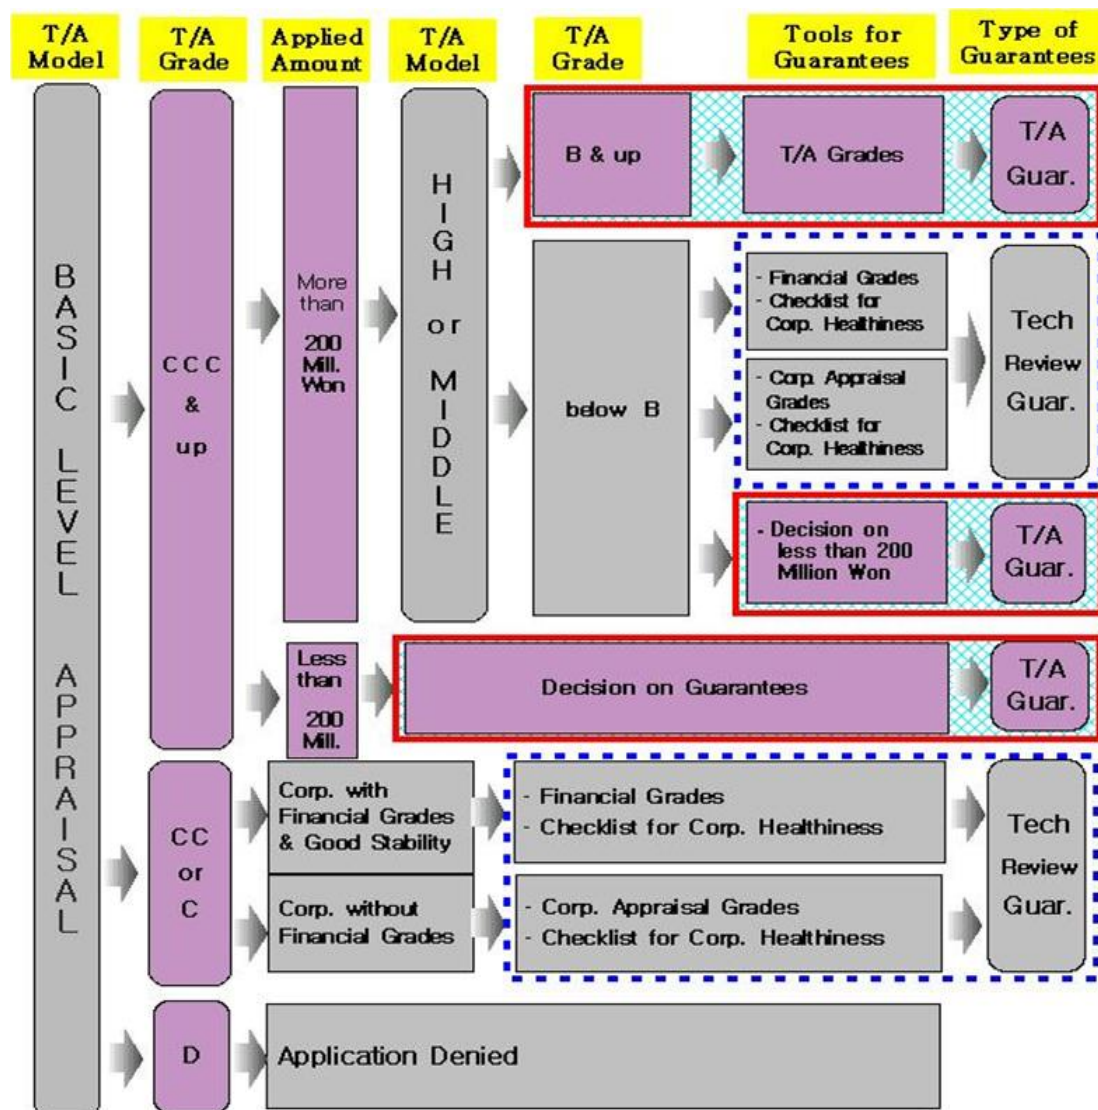 T/A
Model
T/A
Grade
Applied
Amount
T/A
Model
T/A
Grade
Tools for
Guarantees
Type of
Guarantees
BASIC LEVEL APPRAISAL
CCC
&
up
More
than
200
Mill.
Won
HIGH or MIDDLE
B & up
T/A Grades
T/A
Guar.
below B
- Financial Grades
- Checklist for
Corp. Healthiness
- Corp. Appraisal
Grades
- Checklist for
Corp. Healthiness
Tech
Review
Guar.
- Decision on
less than 200
Million Won
T/A
Guar.
Less
than
200
Mill.
Decision on Guarantees
T/A
Guar.
CC
or
C
Corp. with
Financial Grades
& Good Stability
- Financial Grades
- Checklist for Corp. Healthiness
Corp. without
Financial Grades
- Corp. Appraisal Grades
- Checklist for Corp. Healthiness
Tech
Review
Guar.
D
Application Denied